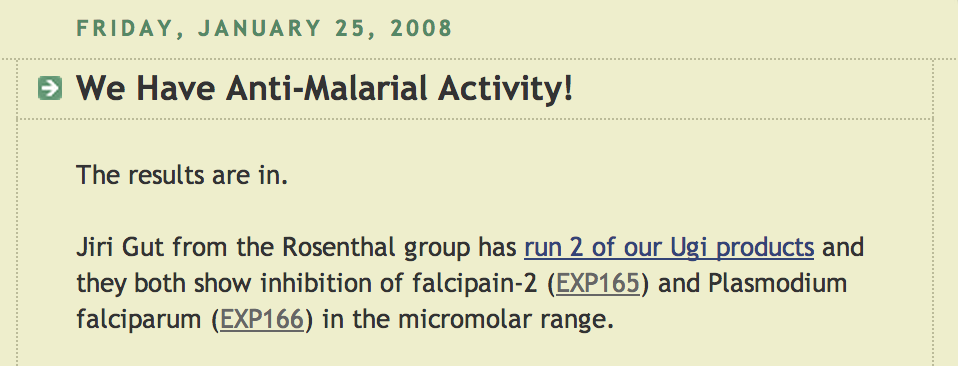 FRIDAY, JANUARY 25, 2008
We Have Anti-Malarial Activity!
The results are in.
Jiri Gut from the Rosenthal group has run 2 of our Ugi products and
they both show inhibition of falcipain-2 (EXP165) and Plasmodium
falciparum (EXP166) in the micromolar range.